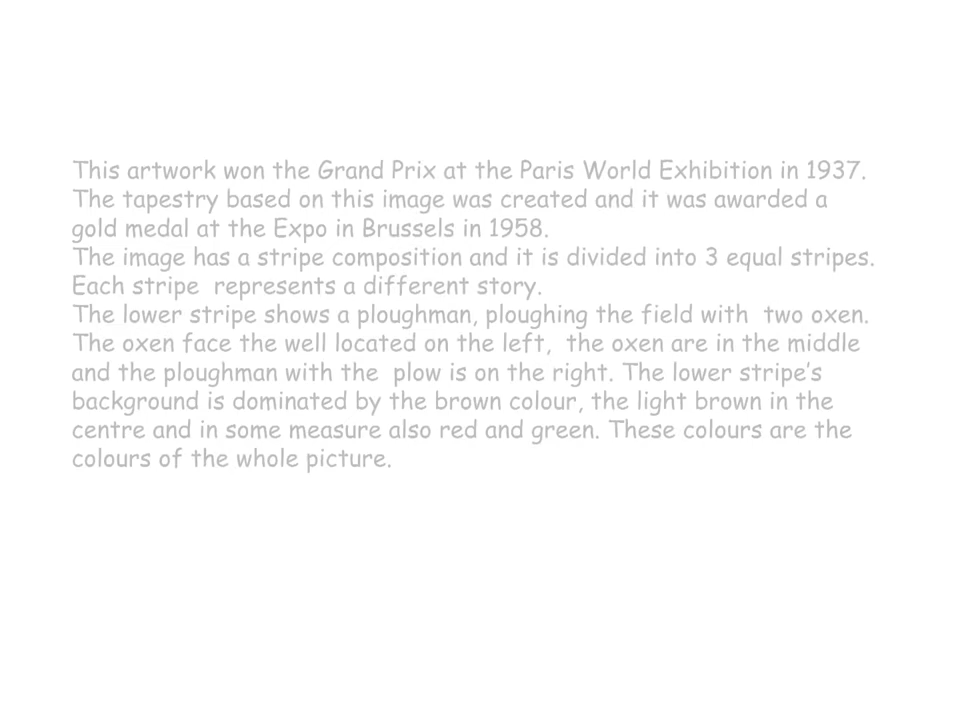 This artwork won the Grand Prix at the Paris World Exhibition in 1937.
The tapestry based on this image was created and it was awarded a
gold medal at the Expo in Brussels in 1958.
The image has a stripe composition and it is divided into 3 equal stripes.
Each stripe  represents a different story.
The lower stripe shows a ploughman, ploughing the field with  two oxen.
The oxen face the well located on the left,  the oxen are in the middle
and the ploughman with the  plow is on the right. The lower stripe’s
background is dominated by the brown colour, the light brown in the
centre and in some measure also red and green. These colours are the
colours of the whole picture.